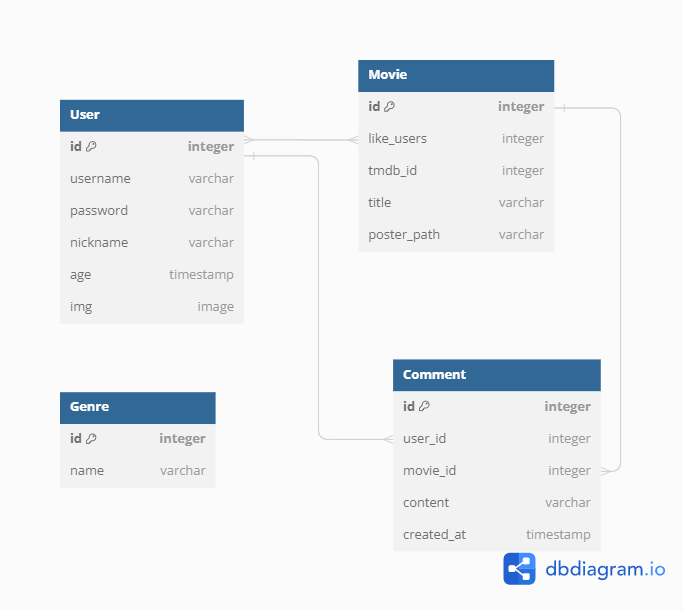 User
id integer
username varchar
password varchar
nickname varchar
age timestamp
img image
Movie
id integer
like_users integer
tmdb_id integer
title varchar
poster_path varchar
Genre
id integer
name varchar
Comment
id integer
user_id integer
movie_id integer
content varchar
created_at timestamp
dbdiagram.io